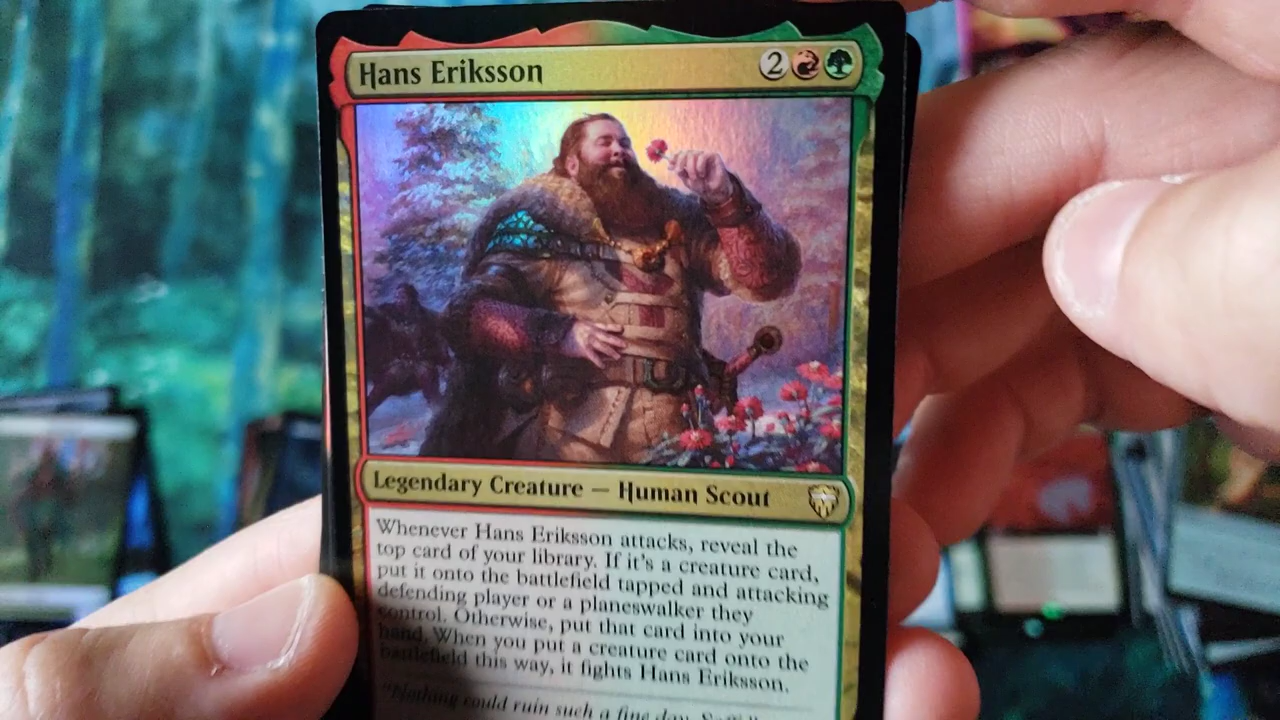 Hans Eriksson 2
Legendary Creature — Human Scout
Whenever Hans Eriksson attacks, reveal the
top card of your library. If it's a creature card,
put it onto the battlefield tapped and attacking
defending player or a planeswalker they
control. Otherwise, put that card into your
hand. When you put a creature card onto the
battlefield this way, it fights Hans Eriksson.
"Nothing could ruin such a fine day,